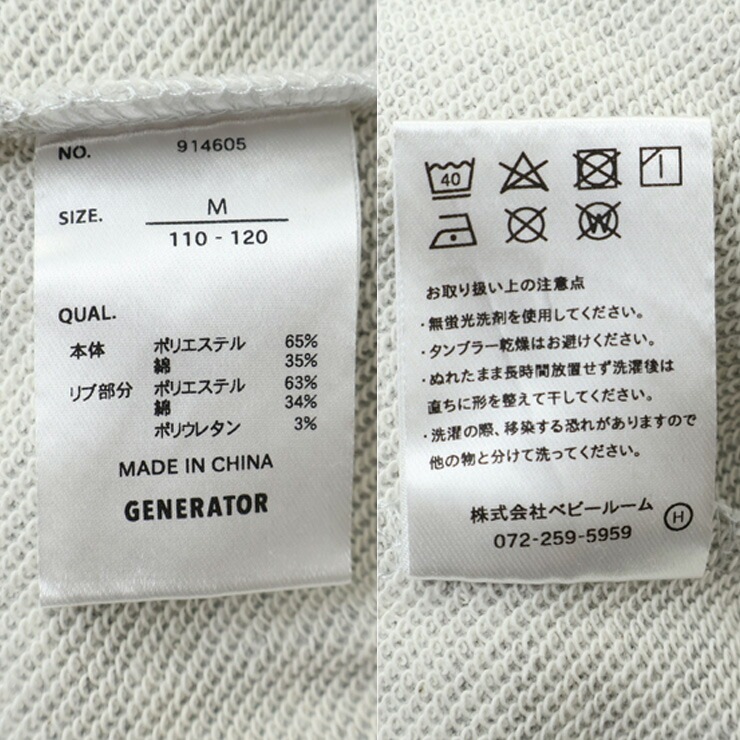 NO. 914605
SIZE. M
110 - 120
QUAL.
本体 ポリエステル 65%
綿 35%
リブ部分 ポリエステル 63%
綿 34%
ポリウレタン 3%
MADE IN CHINA
GENERATOR
40
W
お取り扱い上の注意点
・無蛍光洗剤を使用してください。
・タンブラー乾燥はお避けください。
・ぬれたまま長時間放置せず洗濯後は
直ちに形を整えて干してください。
・洗濯の際、移染する恐れがありますので
他の物と分けて洗ってください。
株式会社ベビールーム
072-259-5959
H